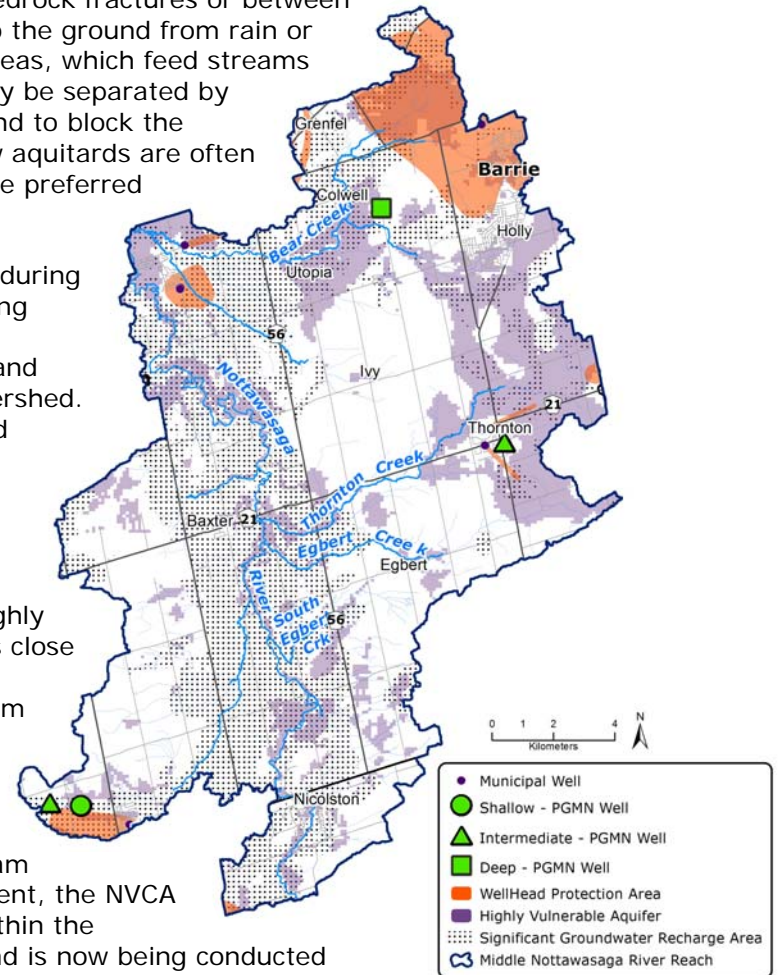 edrock fractures or between
o the ground from rain or
eas, which feed streams
y be separated by
nd to block the
w aquitards are often
e preferred
during
ng
and
ershed.
d
ghly
s close
m
am
ent, the NVCA
thin the
nd is now being conducted
Grenfel
Barrie
Colwell
Holly
Bear Creek
Utopia
56
Ivy
Nottawasaga
21
Thornton
Thornton Creek
Baxter
21
Egbert Creek
Egbert
River
South
Egbert
Crk
56
Nicolston
0 1 2 4
Kilometers
N
Municipal Well
Shallow - PGMN Well
Intermediate - PGMN Well
Deep - PGMN Well
WellHead Protection Area
Highly Vulnerable Aquifer
Significant Groundwater Recharge Area
Middle Nottawasaga River Reach